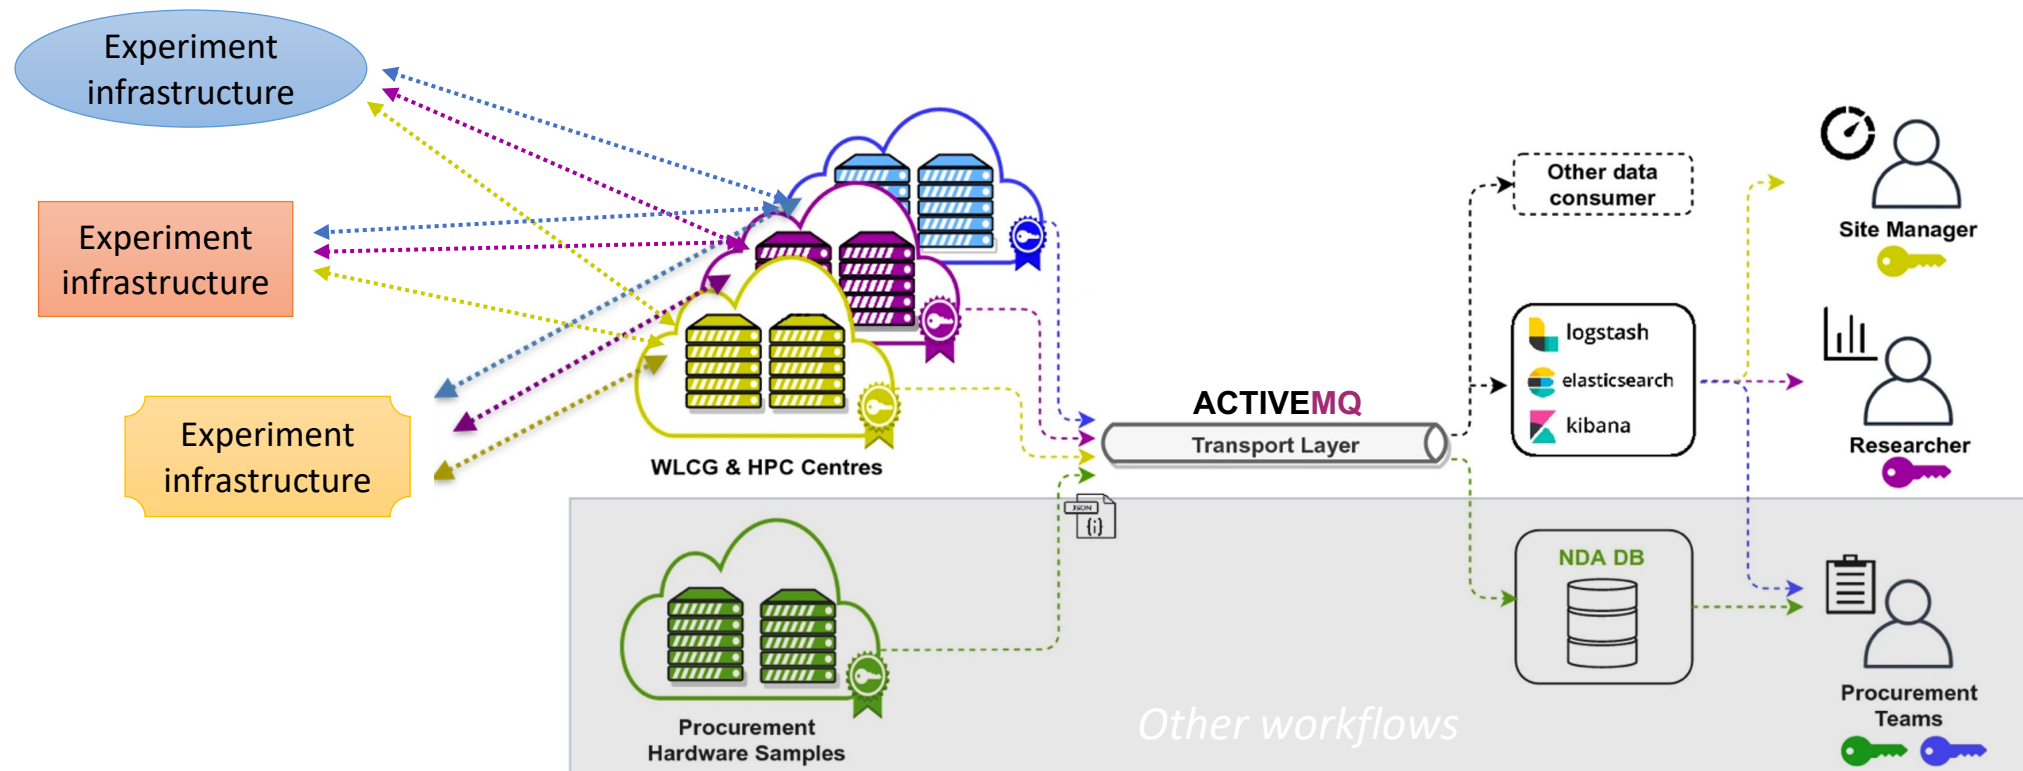 Experiment
infrastructure
Experiment
infrastructure
Experiment
infrastructure
WLCG & HPC Centres
ACTIVEMQ
Transport Layer
JSON
{i}
Other data
consumer
logstash
elasticsearch
kibana
Site Manager
Researcher
NDA DB
Procurement
Hardware Samples
Other workflows
Procurement
Teams